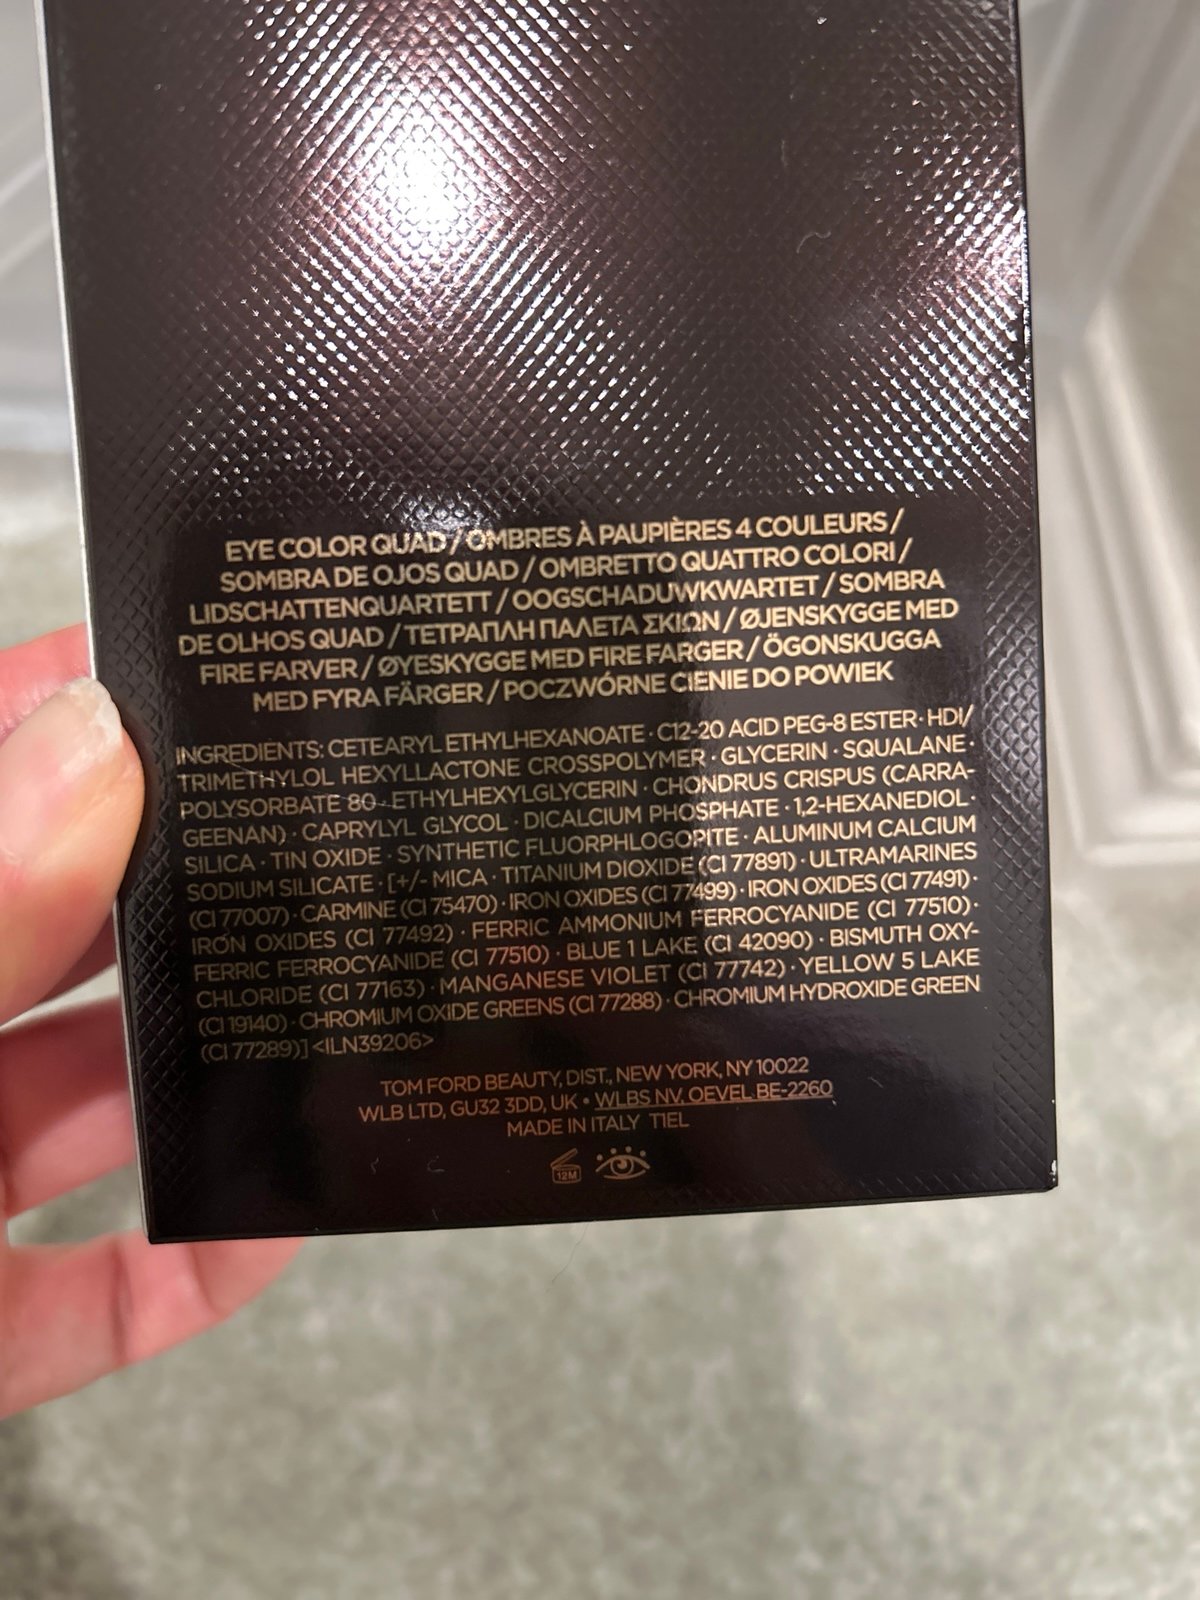 EYE COLOR QUAD / OMBRES À PAUPIÈRES 4 COULEURS /
SOMBRA DE OJOS QUAD / OMBRETTO QUATTRO COLORI /
LIDSCHATTENQUARTETT / OOGSCHADUWKWARTET / SOMBRA
DE OLHOS QUAD / ΤΕΤΡΑΠΛΗ ΠΑΛΕΤΑ ΣΚΙΩΝ / ØJENSKYGGE MED
FIRE FARVER / ØYESKYGGE MED FIRE FARGER / ÖGONSKUGGA
MED FYRA FÄRGER / POCZWÓRNE CIENIE DO POWIEK
INGREDIENTS: CETEARYL ETHYLHEXANOATE · C12-20 ACID PEG-8 ESTER · HDI/
TRIMETHYLOL HEXYLLACTONE CROSSPOLYMER · GLYCERIN · SQUALANE ·
POLYSORBATE 80 · ETHYLHEXYLGLYCERIN · CHONDRUS CRISPUS (CARRA-
GEENAN) · CAPRYLYL GLYCOL · DICALCIUM PHOSPHATE · 1,2-HEXANEDIOL ·
SILICA · TIN OXIDE · SYNTHETIC FLUORPHLOGOPITE · ALUMINUM CALCIUM
SODIUM SILICATE · [+/- MICA · TITANIUM DIOXIDE (CI 77891) · ULTRAMARINES
(CI 77007) · CARMINE (CI 75470) · IRON OXIDES (CI 77499) · IRON OXIDES (CI 77491) ·
IRON OXIDES (CI 77492) · FERRIC AMMONIUM FERROCYANIDE (CI 77510) ·
FERRIC FERROCYANIDE (CI 77510) · BLUE 1 LAKE (CI 42090) · BISMUTH OXY-
CHLORIDE (CI 77163) · MANGANESE VIOLET (CI 77742) · YELLOW 5 LAKE
(CI 19140) · CHROMIUM OXIDE GREENS (CI 77288) · CHROMIUM HYDROXIDE GREEN
(CI 77289)] <ILN39206>
TOM FORD BEAUTY, DIST., NEW YORK, NY 10022
WLB LTD, GU32 3DD, UK • WLBS NV. OEVEL BE-2260
MADE IN ITALY TIEL
12M